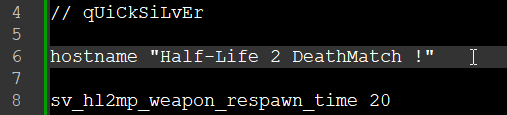 4 // qUiCkSiLvEr
5
6 hostname "Half-Life 2 DeathMatch !"
7
8 sv_hl2mp_weapon_respawn_time 20